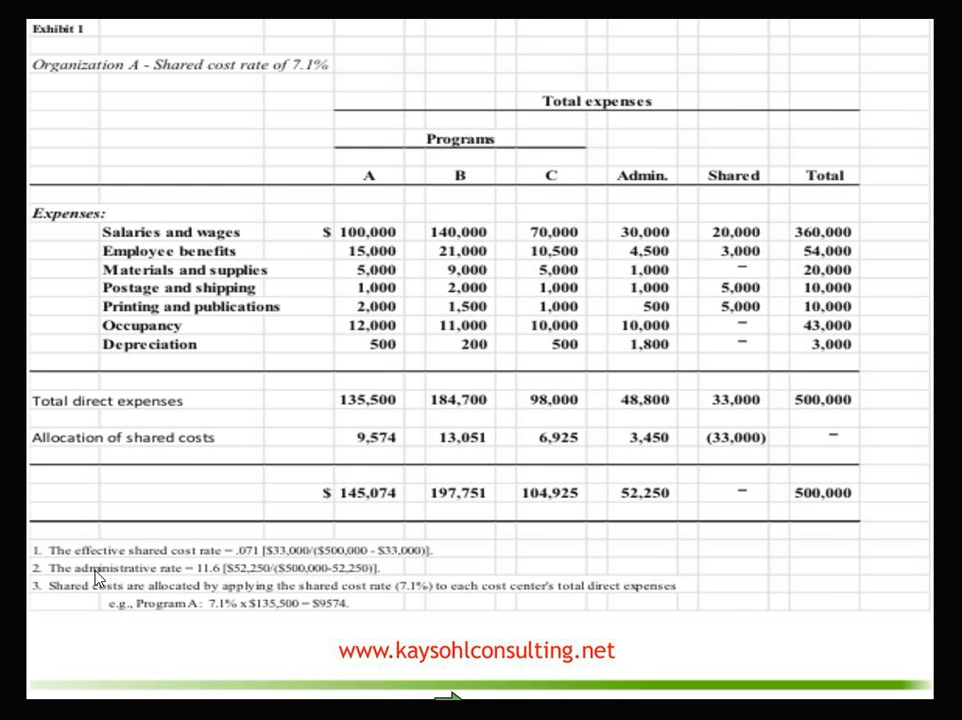 Exhibit 1
Organization A - Shared cost rate of 7.1%
Total expenses
Programs
A B C Admin. Shared Total
Expenses:
Salaries and wages $ 100,000 140,000 70,000 30,000 20,000 360,000
Employee benefits 15,000 21,000 10,500 4,500 3,000 54,000
Materials and supplies 5,000 9,000 5,000 1,000 – 20,000
Postage and shipping 1,000 2,000 1,000 1,000 5,000 10,000
Printing and publications 2,000 1,500 1,000 500 5,000 10,000
Occupancy 12,000 11,000 10,000 10,000 – 43,000
Depreciation 500 200 500 1,800 – 3,000
Total direct expenses 135,500 184,700 98,000 48,800 33,000 500,000
Allocation of shared costs 9,574 13,051 6,925 3,450 (33,000) –
$ 145,074 197,751 104,925 52,250 – 500,000
1. The effective shared cost rate = .071 [$33,000/($500,000 - $33,000)].
2. The administrative rate = 11.6 [$52,250/($500,000-52,250)].
3. Shared costs are allocated by applying the shared cost rate (7.1%) to each cost center's total direct expenses
e.g., Program A: 7.1% x $135,500 = $9574.
www.kaysohlconsulting.net